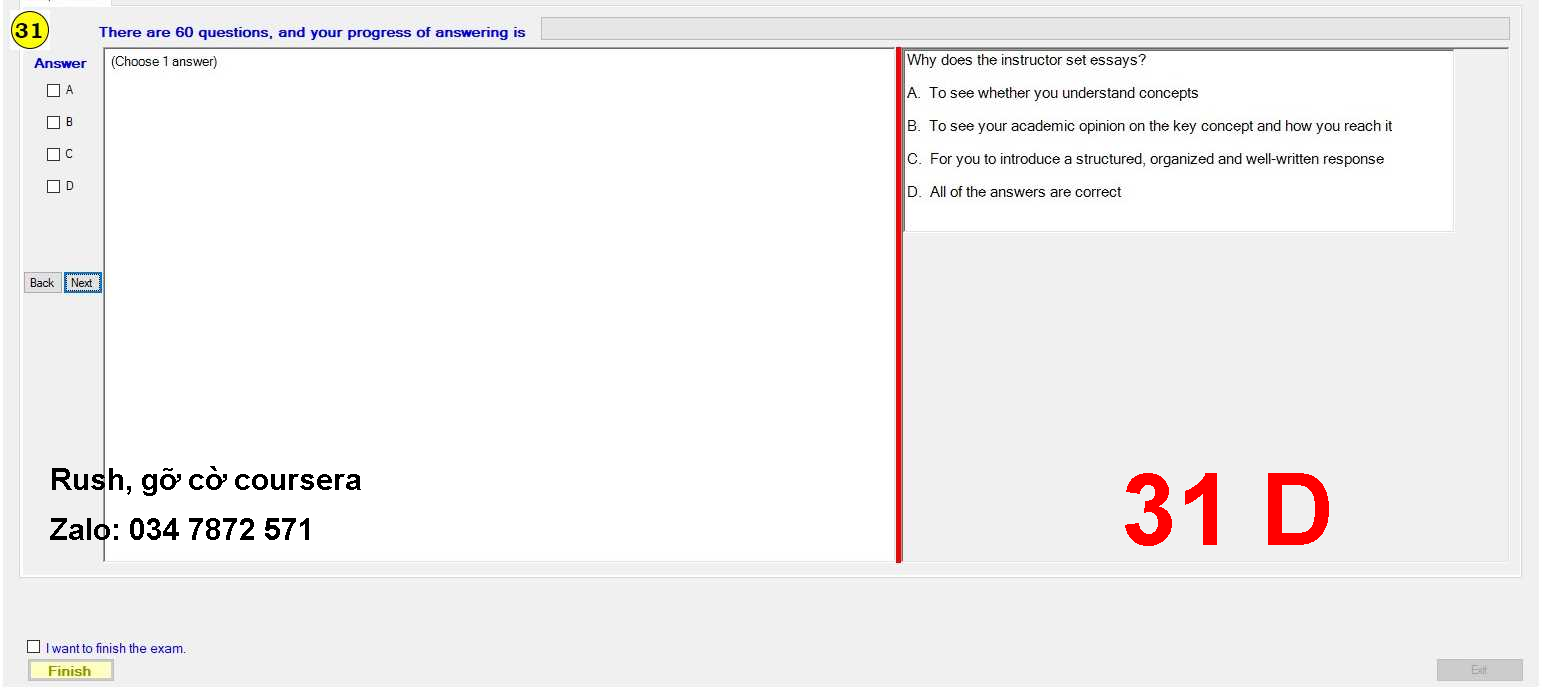 31
There are 60 questions, and your progress of answering is
Answer
A
B
C
D
Back
Next
(Choose 1 answer)
Why does the instructor set essays?
A. To see whether you understand concepts
B. To see your academic opinion on the key concept and how you reach it
C. For you to introduce a structured, organized and well-written response
D. All of the answers are correct
Rush, gỡ cờ coursera
Zalo: 034 7872 571
31 D
I want to finish the exam.
Finish
Exit